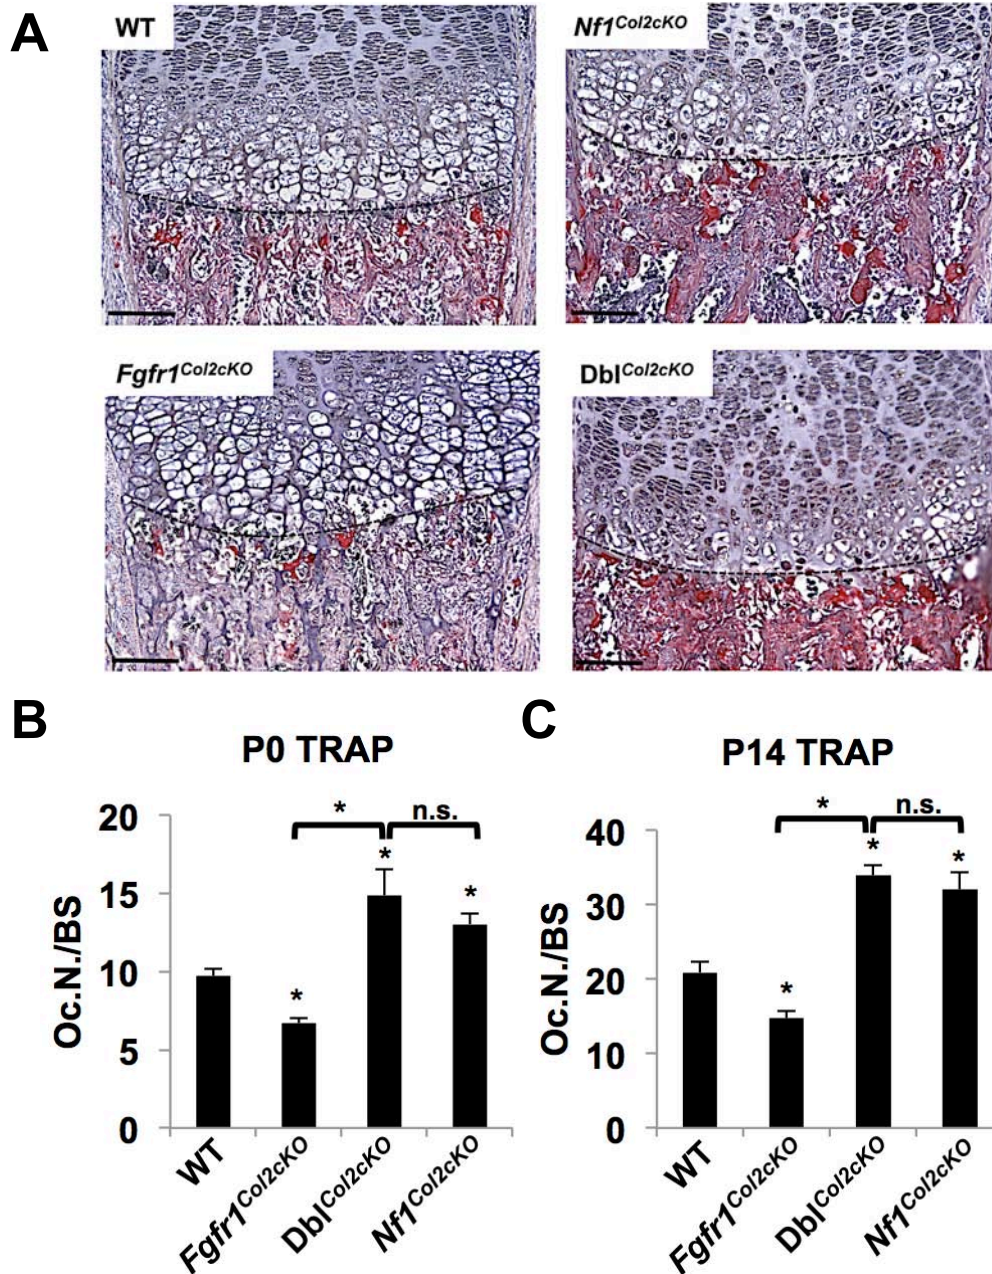 A
WT
Nf1Col2cKO
Fgfr1Col2cKO
DblCol2cKO
B
P0 TRAP
Oc.N./BS
20
15
10
5
0
*
*
*
*
n.s.
WT
Fgfr1Col2cKO
DblCol2cKO
Nf1Col2cKO
C
P14 TRAP
Oc.N./BS
40
30
20
10
0
*
*
*
*
n.s.
WT
Fgfr1Col2cKO
DblCol2cKO
Nf1Col2cKO